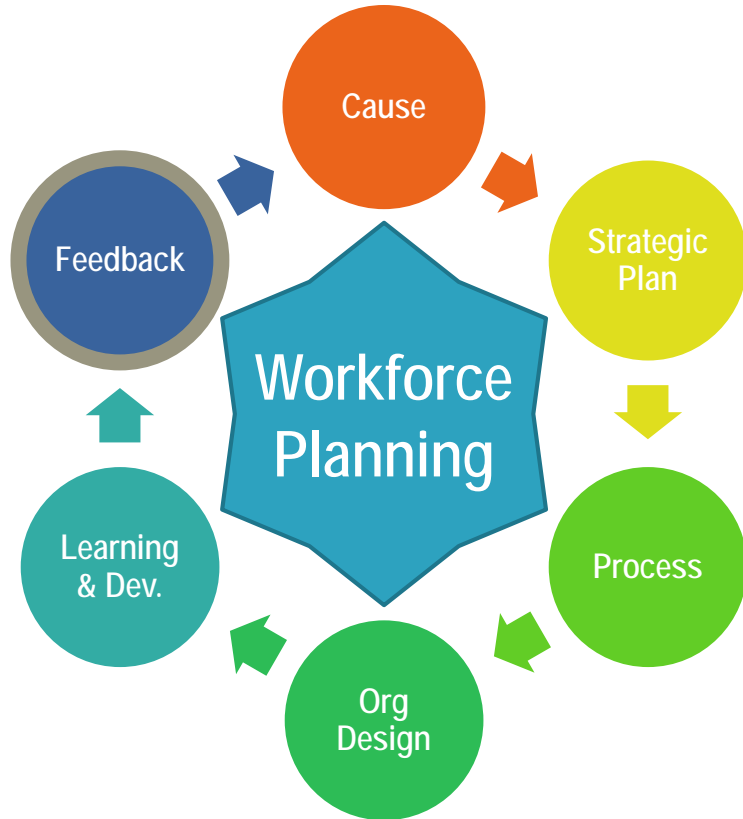 Cause
Strategic
Plan
Process
Org
Design
Learning
& Dev.
Feedback
Workforce
Planning